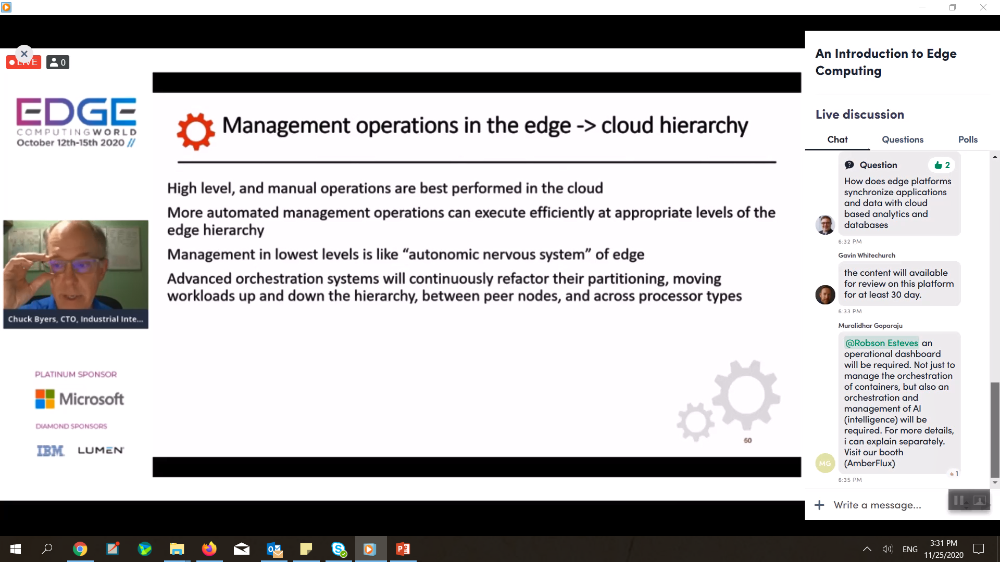 LIVE
0
EDGE
COMPUTINGWORLD
October 12th-15th 2020 //
Chuck Byers, CTO, Industrial Inte...
PLATINUM SPONSOR
Microsoft
DIAMOND SPONSORS
IBM LUMEN
Management operations in the edge -> cloud hierarchy
High level, and manual operations are best performed in the cloud
More automated management operations can execute efficiently at appropriate levels of the
edge hierarchy
Management in lowest levels is like “autonomic nervous system” of edge
Advanced orchestration systems will continuously refactor their partitioning, moving
workloads up and down the hierarchy, between peer nodes, and across processor types
60
An Introduction to Edge
Computing
Live discussion
Chat Questions Polls
Question 2
How does edge platforms
synchronize applications
and data with cloud
based analytics and
databases
6:32 PM
Gavin Whitechurch
the content will available
for review on this platform
for at least 30 day.
6:33 PM
Muralidhar Goparaju
@Robson Esteves an
operational dashboard
will be required. Not just to
manage the orchestration
of containers, but also an
orchestration and
management of AI
(intelligence) will be
required. For more details,
i can explain separately.
Visit our booth
(AmberFlux)
MG
1
6:35 PM
Write a message...
ENG
3:31 PM
11/25/2020